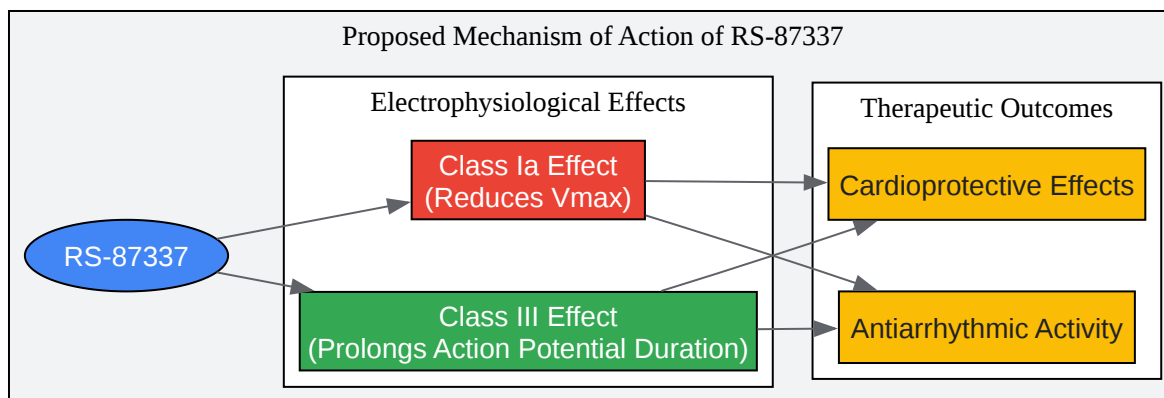 Proposed Mechanism of Action of RS-87337
Electrophysiological Effects
Therapeutic Outcomes
RS-87337
Class Ia Effect
(Reduces Vmax)
Class III Effect
(Prolongs Action Potential Duration)
Cardioprotective Effects
Antiarrhythmic Activity